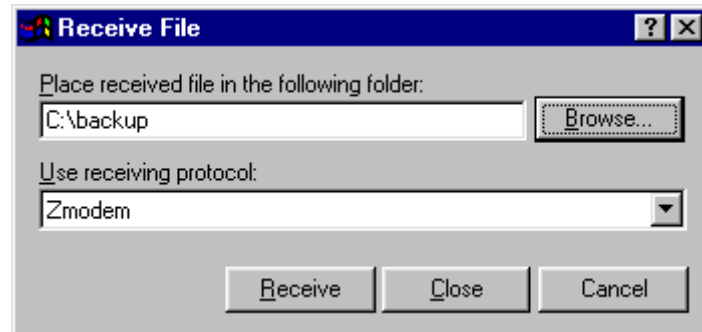 Receive File
Place received file in the following folder:
C:\backup
Browse...
Use receiving protocol:
Zmodem
Receive Close Cancel